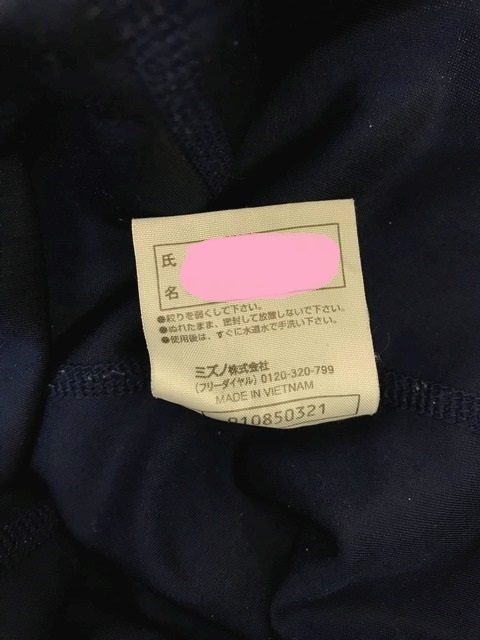 氏
名
●絞りを弱くして下さい。
●ぬれたまま、密封して放置しないで下さい。
●使用後は、すぐに水道水で手洗い下さい。
ミズノ株式会社
(フリーダイヤル) 0120-320-799
MADE IN VIETNAM
10850321